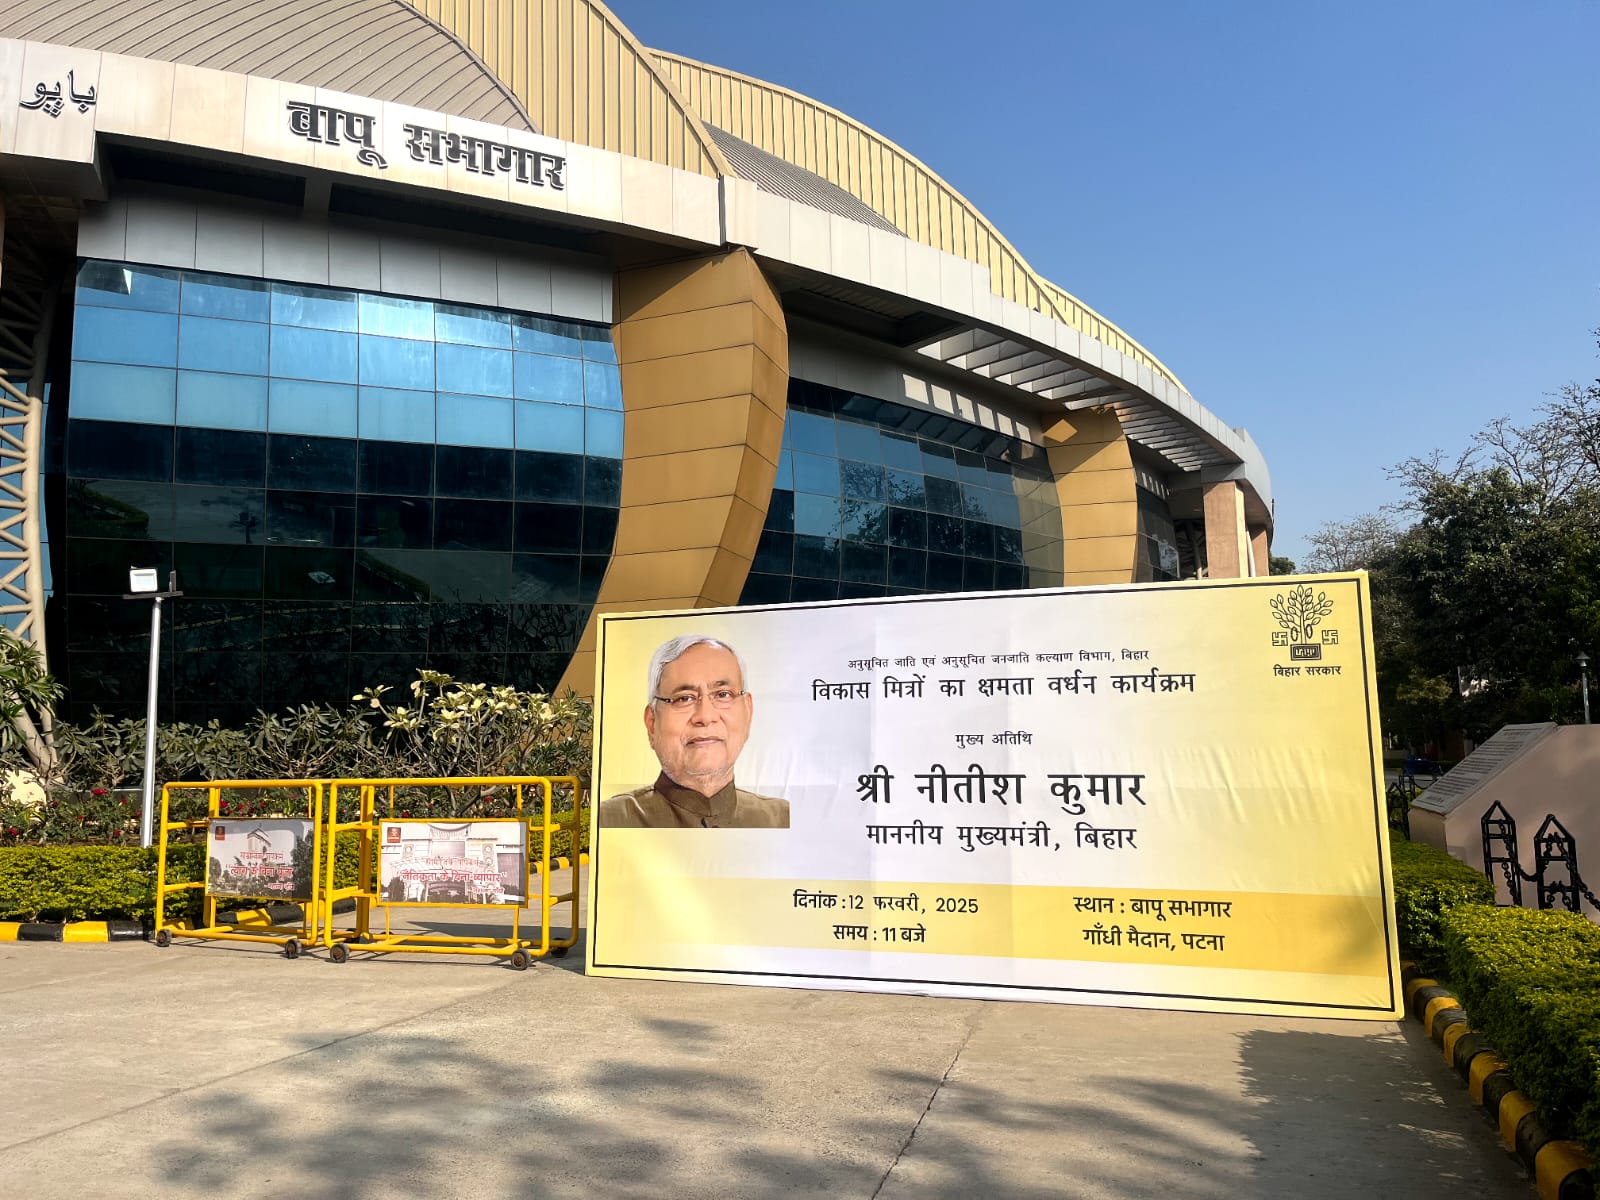 باپو
बापू सभागार
अनुसूचित जाति एवं अनुसूचित जनजाति कल्याण विभाग, बिहार
विकास मित्रों का क्षमता वर्धन कार्यक्रम
बिहार सरकार
मुख्य अतिथि
श्री नीतीश कुमार
माननीय मुख्यमंत्री, बिहार
दिनांक : 12 फरवरी, 2025
समय : 11 बजे
स्थान : बापू सभागार
गाँधी मैदान, पटना
"नैतिकता के बिना व्यापार"